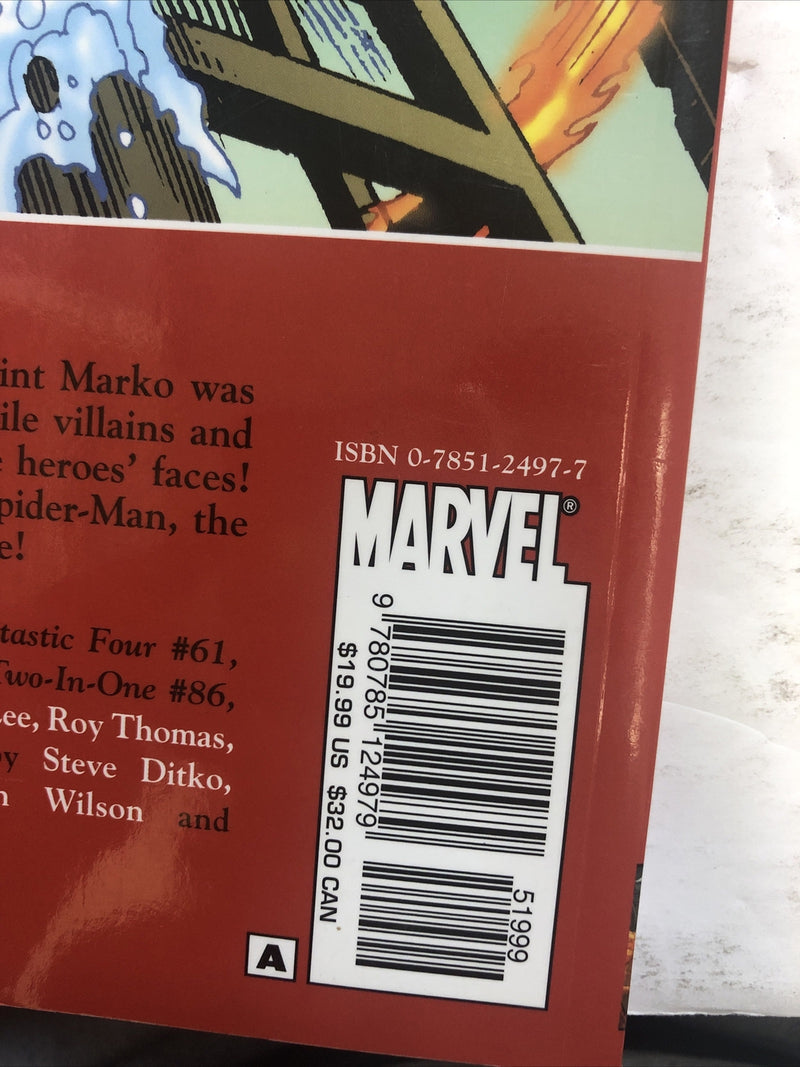 int Marko was
ile villains and
heroes' faces!
pider-Man, the
e!
tastic Four #61,
Two-In-One #86,
ee, Roy Thomas,
y Steve Ditko,
n Wilson and
ISBN 0-7851-2497-7
MARVEL®
9 780785 124979
$19.99 US $32.00 CAN
51999
A